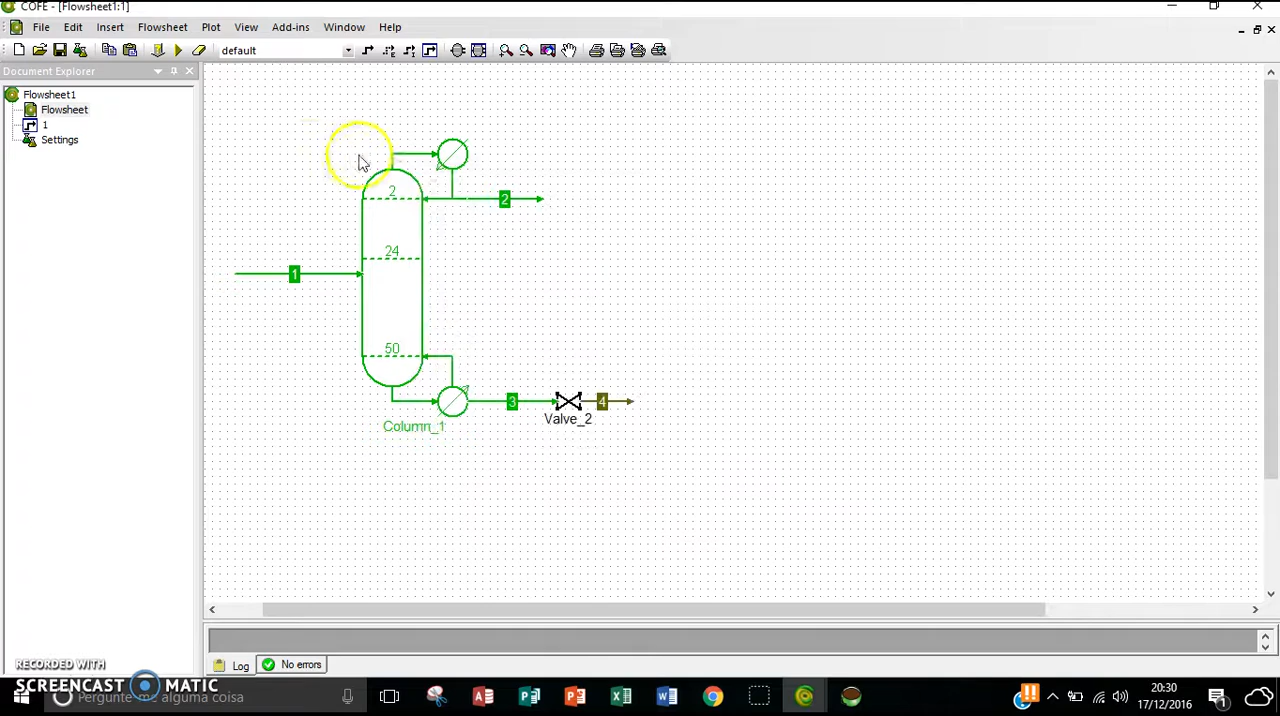 COFE - [Flowsheet1:1]
File Edit Insert Flowsheet Plot View Add-ins Window Help
default
Document Explorer
Flowsheet1
Flowsheet
1
Settings
2
2
24
1
50
3
4
Valve_2
Column_1
Log
No errors
RECORDED WITH
SCREENCAST MATIC
Pergunte-me alguma coisa
20:30
17/12/2016
1